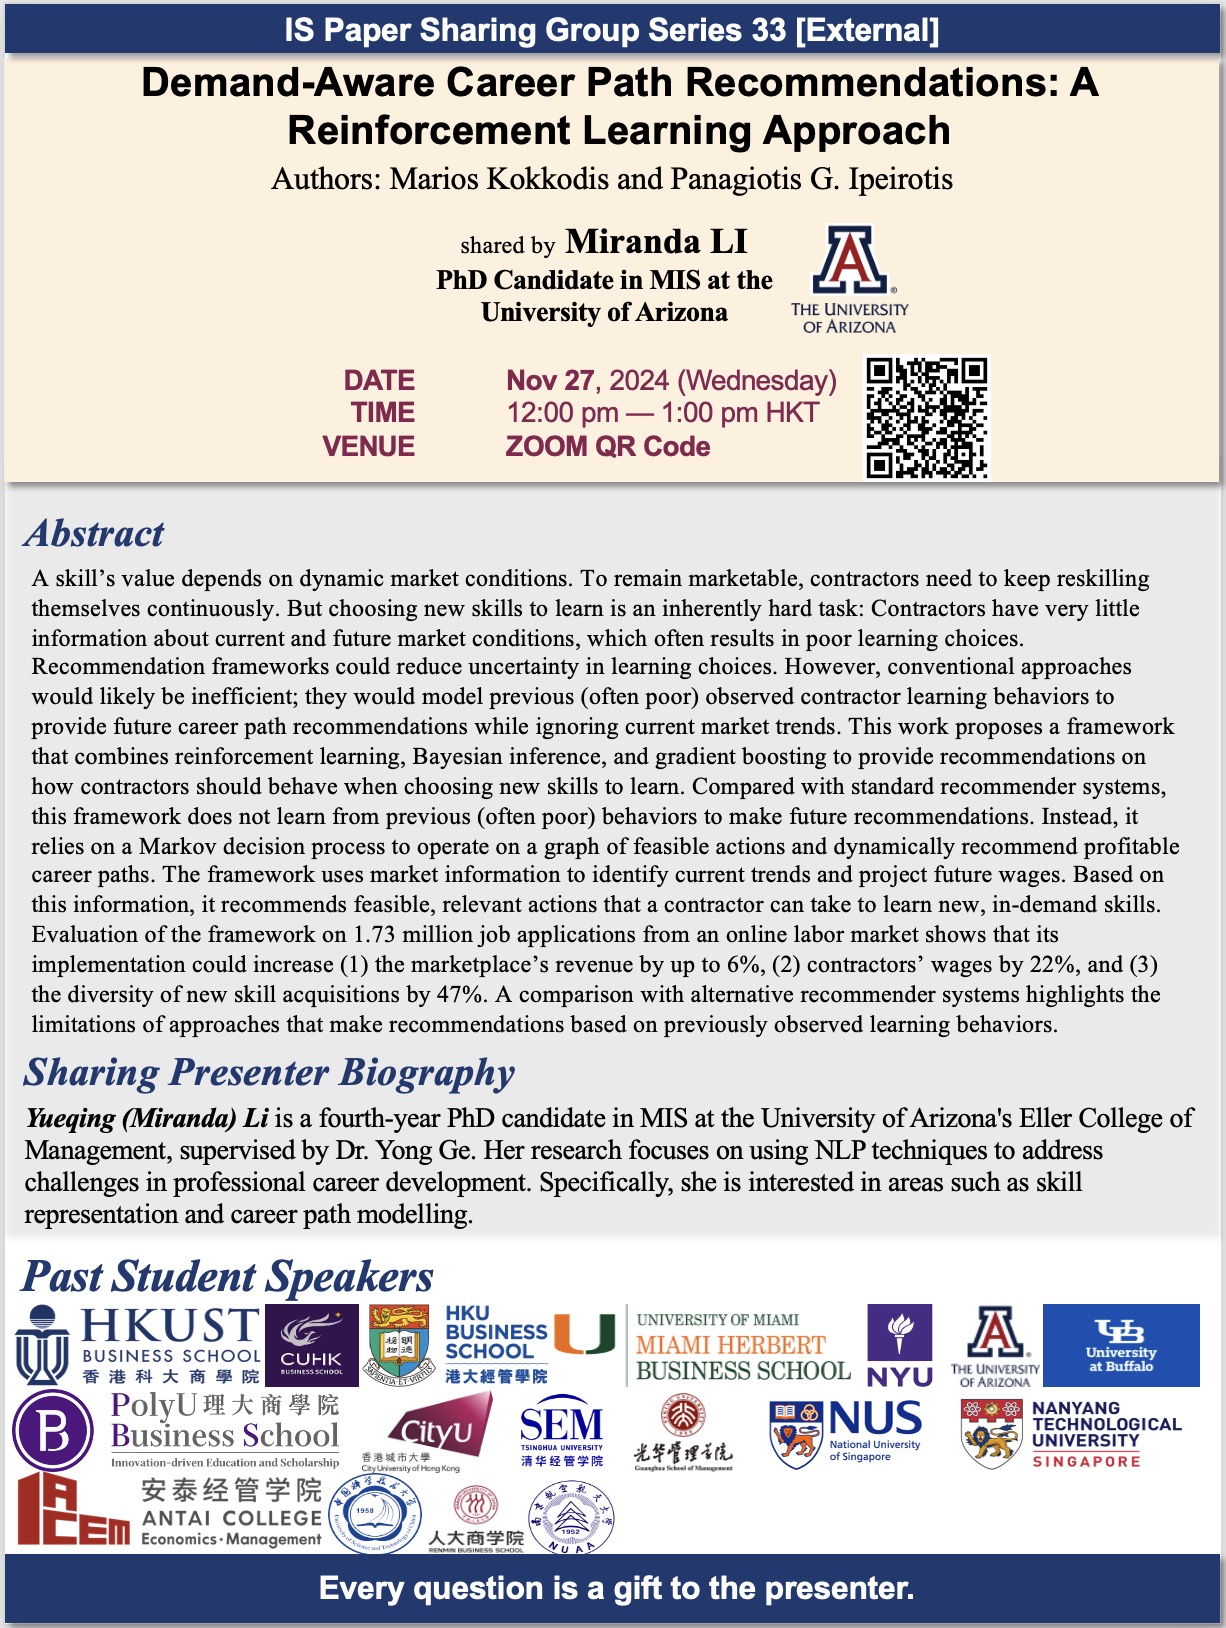 IS Paper Sharing Group Series 33 [External]
Demand-Aware Career Path Recommendations: A
Reinforcement Learning Approach
Authors: Marios Kokkodis and Panagiotis G. Ipeirotis
shared by Miranda LI
PhD Candidate in MIS at the
University of Arizona
THE UNIVERSITY
OF ARIZONA
DATE Nov 27, 2024 (Wednesday)
TIME 12:00 pm — 1:00 pm HKT
VENUE ZOOM QR Code
Abstract
A skill’s value depends on dynamic market conditions. To remain marketable, contractors need to keep reskilling
themselves continuously. But choosing new skills to learn is an inherently hard task: Contractors have very little
information about current and future market conditions, which often results in poor learning choices.
Recommendation frameworks could reduce uncertainty in learning choices. However, conventional approaches
would likely be inefficient; they would model previous (often poor) observed contractor learning behaviors to
provide future career path recommendations while ignoring current market trends. This work proposes a framework
that combines reinforcement learning, Bayesian inference, and gradient boosting to provide recommendations on
how contractors should behave when choosing new skills to learn. Compared with standard recommender systems,
this framework does not learn from previous (often poor) behaviors to make future recommendations. Instead, it
relies on a Markov decision process to operate on a graph of feasible actions and dynamically recommend profitable
career paths. The framework uses market information to identify current trends and project future wages. Based on
this information, it recommends feasible, relevant actions that a contractor can take to learn new, in-demand skills.
Evaluation of the framework on 1.73 million job applications from an online labor market shows that its
implementation could increase (1) the marketplace’s revenue by up to 6%, (2) contractors’ wages by 22%, and (3)
the diversity of new skill acquisitions by 47%. A comparison with alternative recommender systems highlights the
limitations of approaches that make recommendations based on previously observed learning behaviors.
Sharing Presenter Biography
Yueqing (Miranda) Li is a fourth-year PhD candidate in MIS at the University of Arizona's Eller College of
Management, supervised by Dr. Yong Ge. Her research focuses on using NLP techniques to address
challenges in professional career development. Specifically, she is interested in areas such as skill
representation and career path modelling.
Past Student Speakers
HKUST
BUSINESS SCHOOL
香港科大商學院
CUHK
BUSINESS SCHOOL
HKU
BUSINESS
SCHOOL
港大經管學院
UNIVERSITY OF MIAMI
MIAMI HERBERT
BUSINESS SCHOOL
NYU
THE UNIVERSITY
OF ARIZONA
UB
University
at Buffalo
B
PolyU 理大商學院
Business School
Innovation-driven Education and Scholarship
CityU
香港城市大學
City University of Hong Kong
SEM
TSINGHUA UNIVERSITY
清华经管学院
光华管理学院
Guanghua School of Management
NUS
National University
of Singapore
NANYANG
TECHNOLOGICAL
UNIVERSITY
SINGAPORE
ACEM
安泰经管学院
ANTAI COLLEGE
Economics·Management
1958
人大商学院
RENMIN BUSINESS SCHOOL
1952
NUAA
Every question is a gift to the presenter.